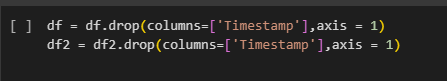 [ ] df = df.drop(columns=['Timestamp'],axis = 1)
df2 = df2.drop(columns=['Timestamp'],axis = 1)